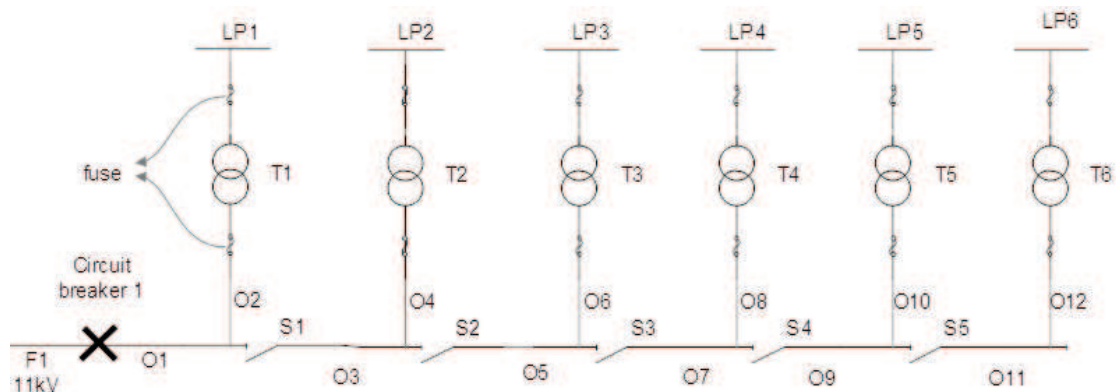 LP1 LP2 LP3 LP4 LP5 LP6
fuse T1 T2 T3 T4 T5 T6
Circuit
breaker 1
O2 O4 O6 O8 O10 O12
S1 S2 S3 S4 S5
F1 O1 O3 O5 O7 O9 O11
11kV